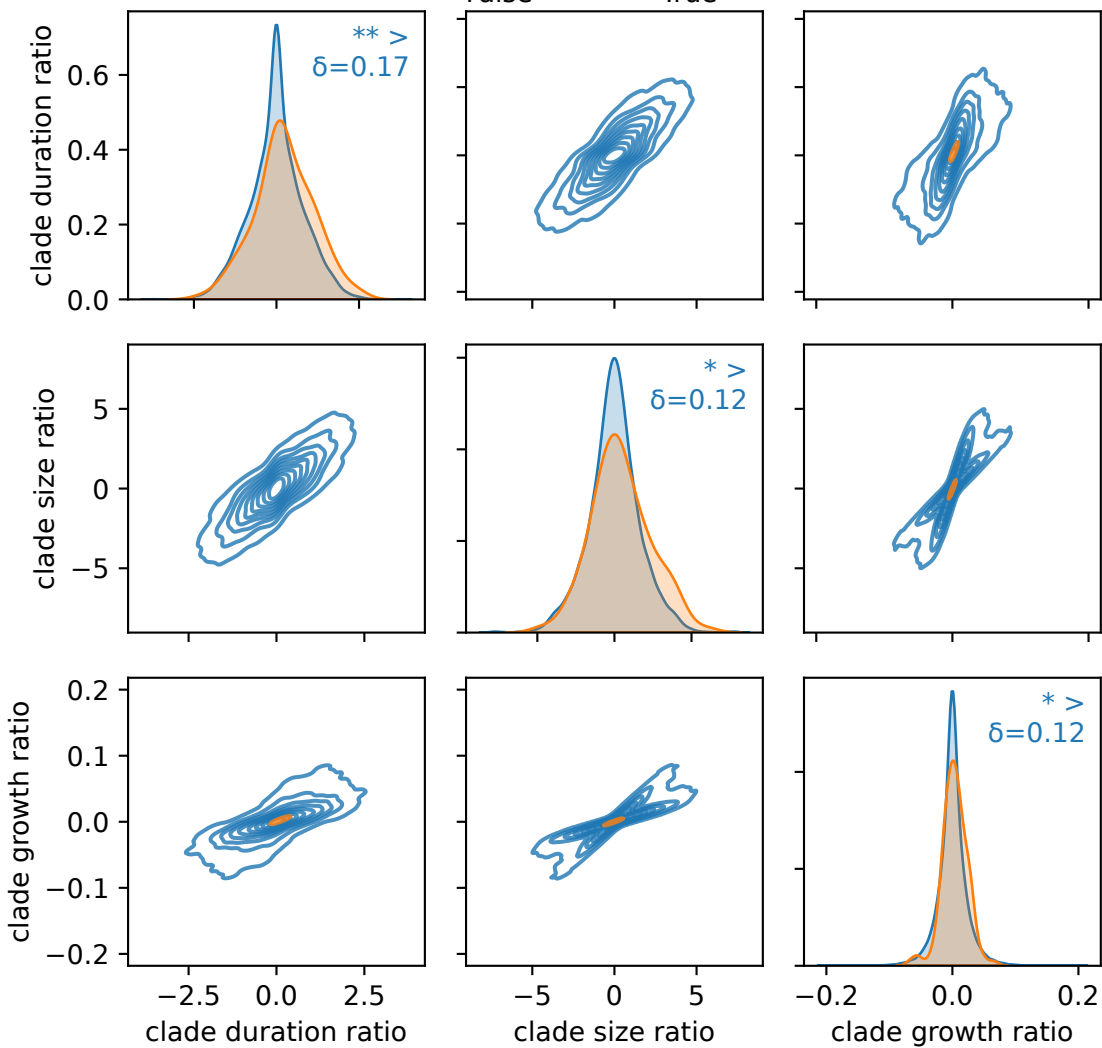 False True
clade duration ratio
0.6
0.4
0.2
0.0
** >
δ=0.17
clade size ratio
5
0
−5
* >
δ=0.12
clade growth ratio
0.2
0.1
0.0
−0.1
−0.2
* >
δ=0.12
−2.5 0.0 2.5
−5 0 5
−0.2 0.0 0.2
clade duration ratio
clade size ratio
clade growth ratio